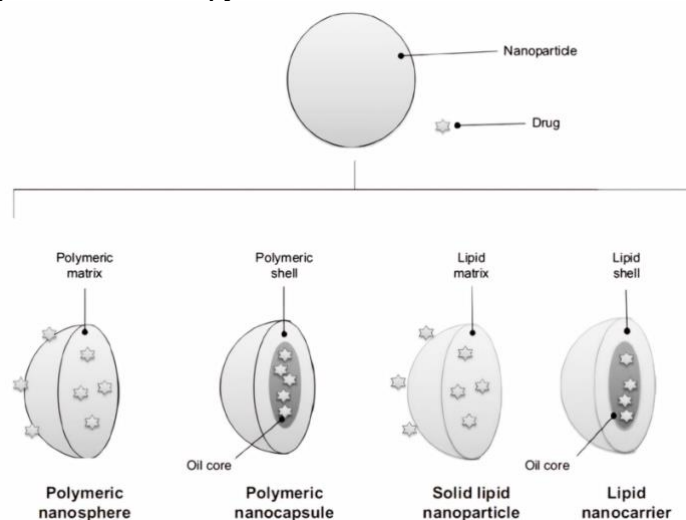 Nanoparticle
Drug
Polymeric
matrix
Polymeric
shell
Lipid
matrix
Lipid
shell
Oil core
Oil core
Polymeric
nanosphere
Polymeric
nanocapsule
Solid lipid
nanoparticle
Lipid
nanocarrier